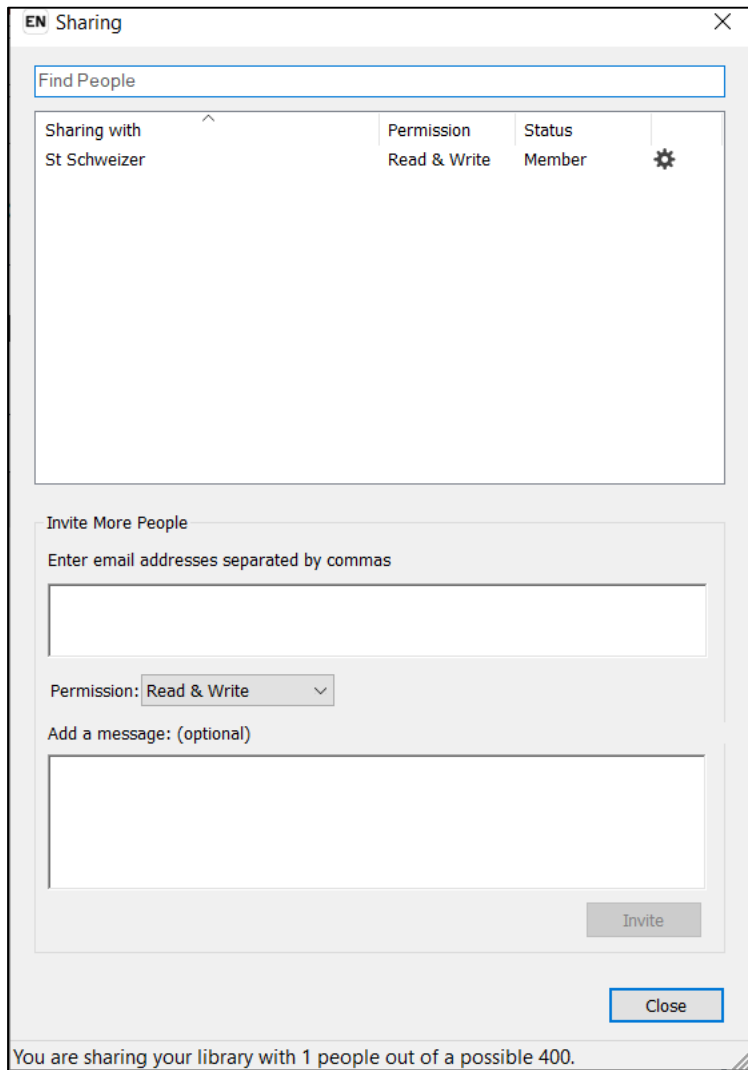 EN Sharing
Find People
Sharing with Permission Status
St Schweizer Read & Write Member
Invite More People
Enter email addresses separated by commas
Permission: Read & Write
Add a message: (optional)
Invite
Close
You are sharing your library with 1 people out of a possible 400.